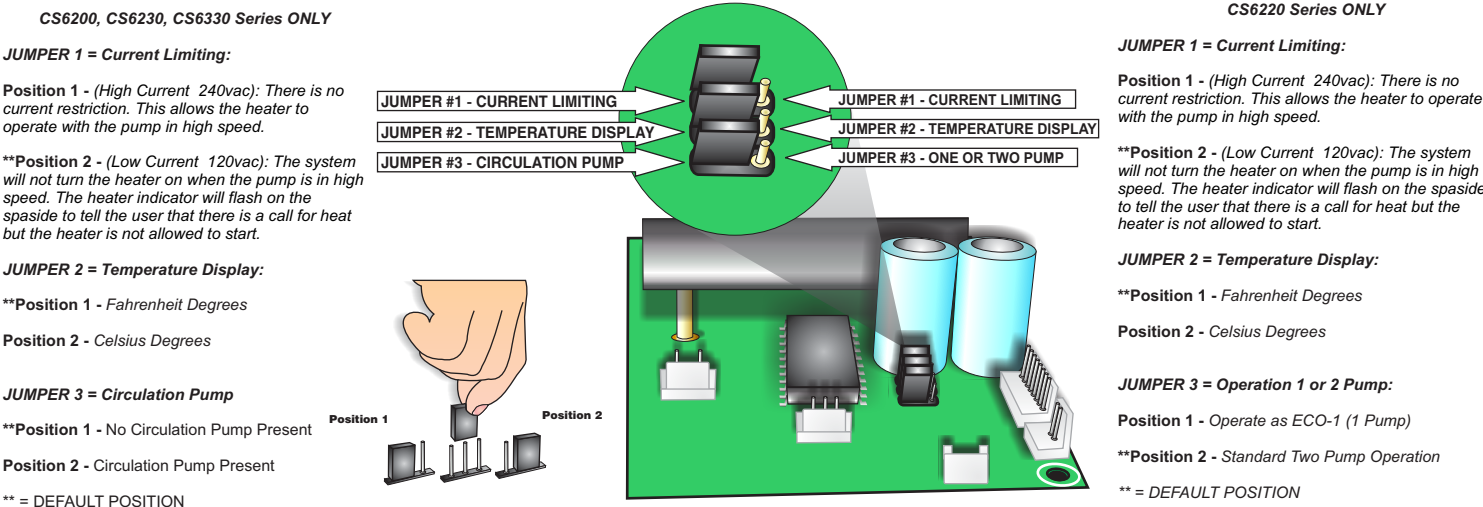 CS6200, CS6230, CS6330 Series ONLY
JUMPER 1 = Current Limiting:
Position 1 - (High Current 240vac): There is no
current restriction. This allows the heater to
operate with the pump in high speed.
**Position 2 - (Low Current 120vac): The system
will not turn the heater on when the pump is in high
speed. The heater indicator will flash on the
spaside to tell the user that there is a call for heat
but the heater is not allowed to start.
JUMPER 2 = Temperature Display:
**Position 1 - Fahrenheit Degrees
Position 2 - Celsius Degrees
JUMPER 3 = Circulation Pump
**Position 1 - No Circulation Pump Present
Position 2 - Circulation Pump Present
** = DEFAULT POSITION
JUMPER #1 - CURRENT LIMITING
JUMPER #2 - TEMPERATURE DISPLAY
JUMPER #3 - CIRCULATION PUMP
JUMPER #1 - CURRENT LIMITING
JUMPER #2 - TEMPERATURE DISPLAY
JUMPER #3 - ONE OR TWO PUMP
Position 1
Position 2
CS6220 Series ONLY
JUMPER 1 = Current Limiting:
Position 1 - (High Current 240vac): There is no
current restriction. This allows the heater to operate
with the pump in high speed.
**Position 2 - (Low Current 120vac): The system
will not turn the heater on when the pump is in high
speed. The heater indicator will flash on the spaside
to tell the user that there is a call for heat but the
heater is not allowed to start.
JUMPER 2 = Temperature Display:
**Position 1 - Fahrenheit Degrees
Position 2 - Celsius Degrees
JUMPER 3 = Operation 1 or 2 Pump:
Position 1 - Operate as ECO-1 (1 Pump)
**Position 2 - Standard Two Pump Operation
** = DEFAULT POSITION